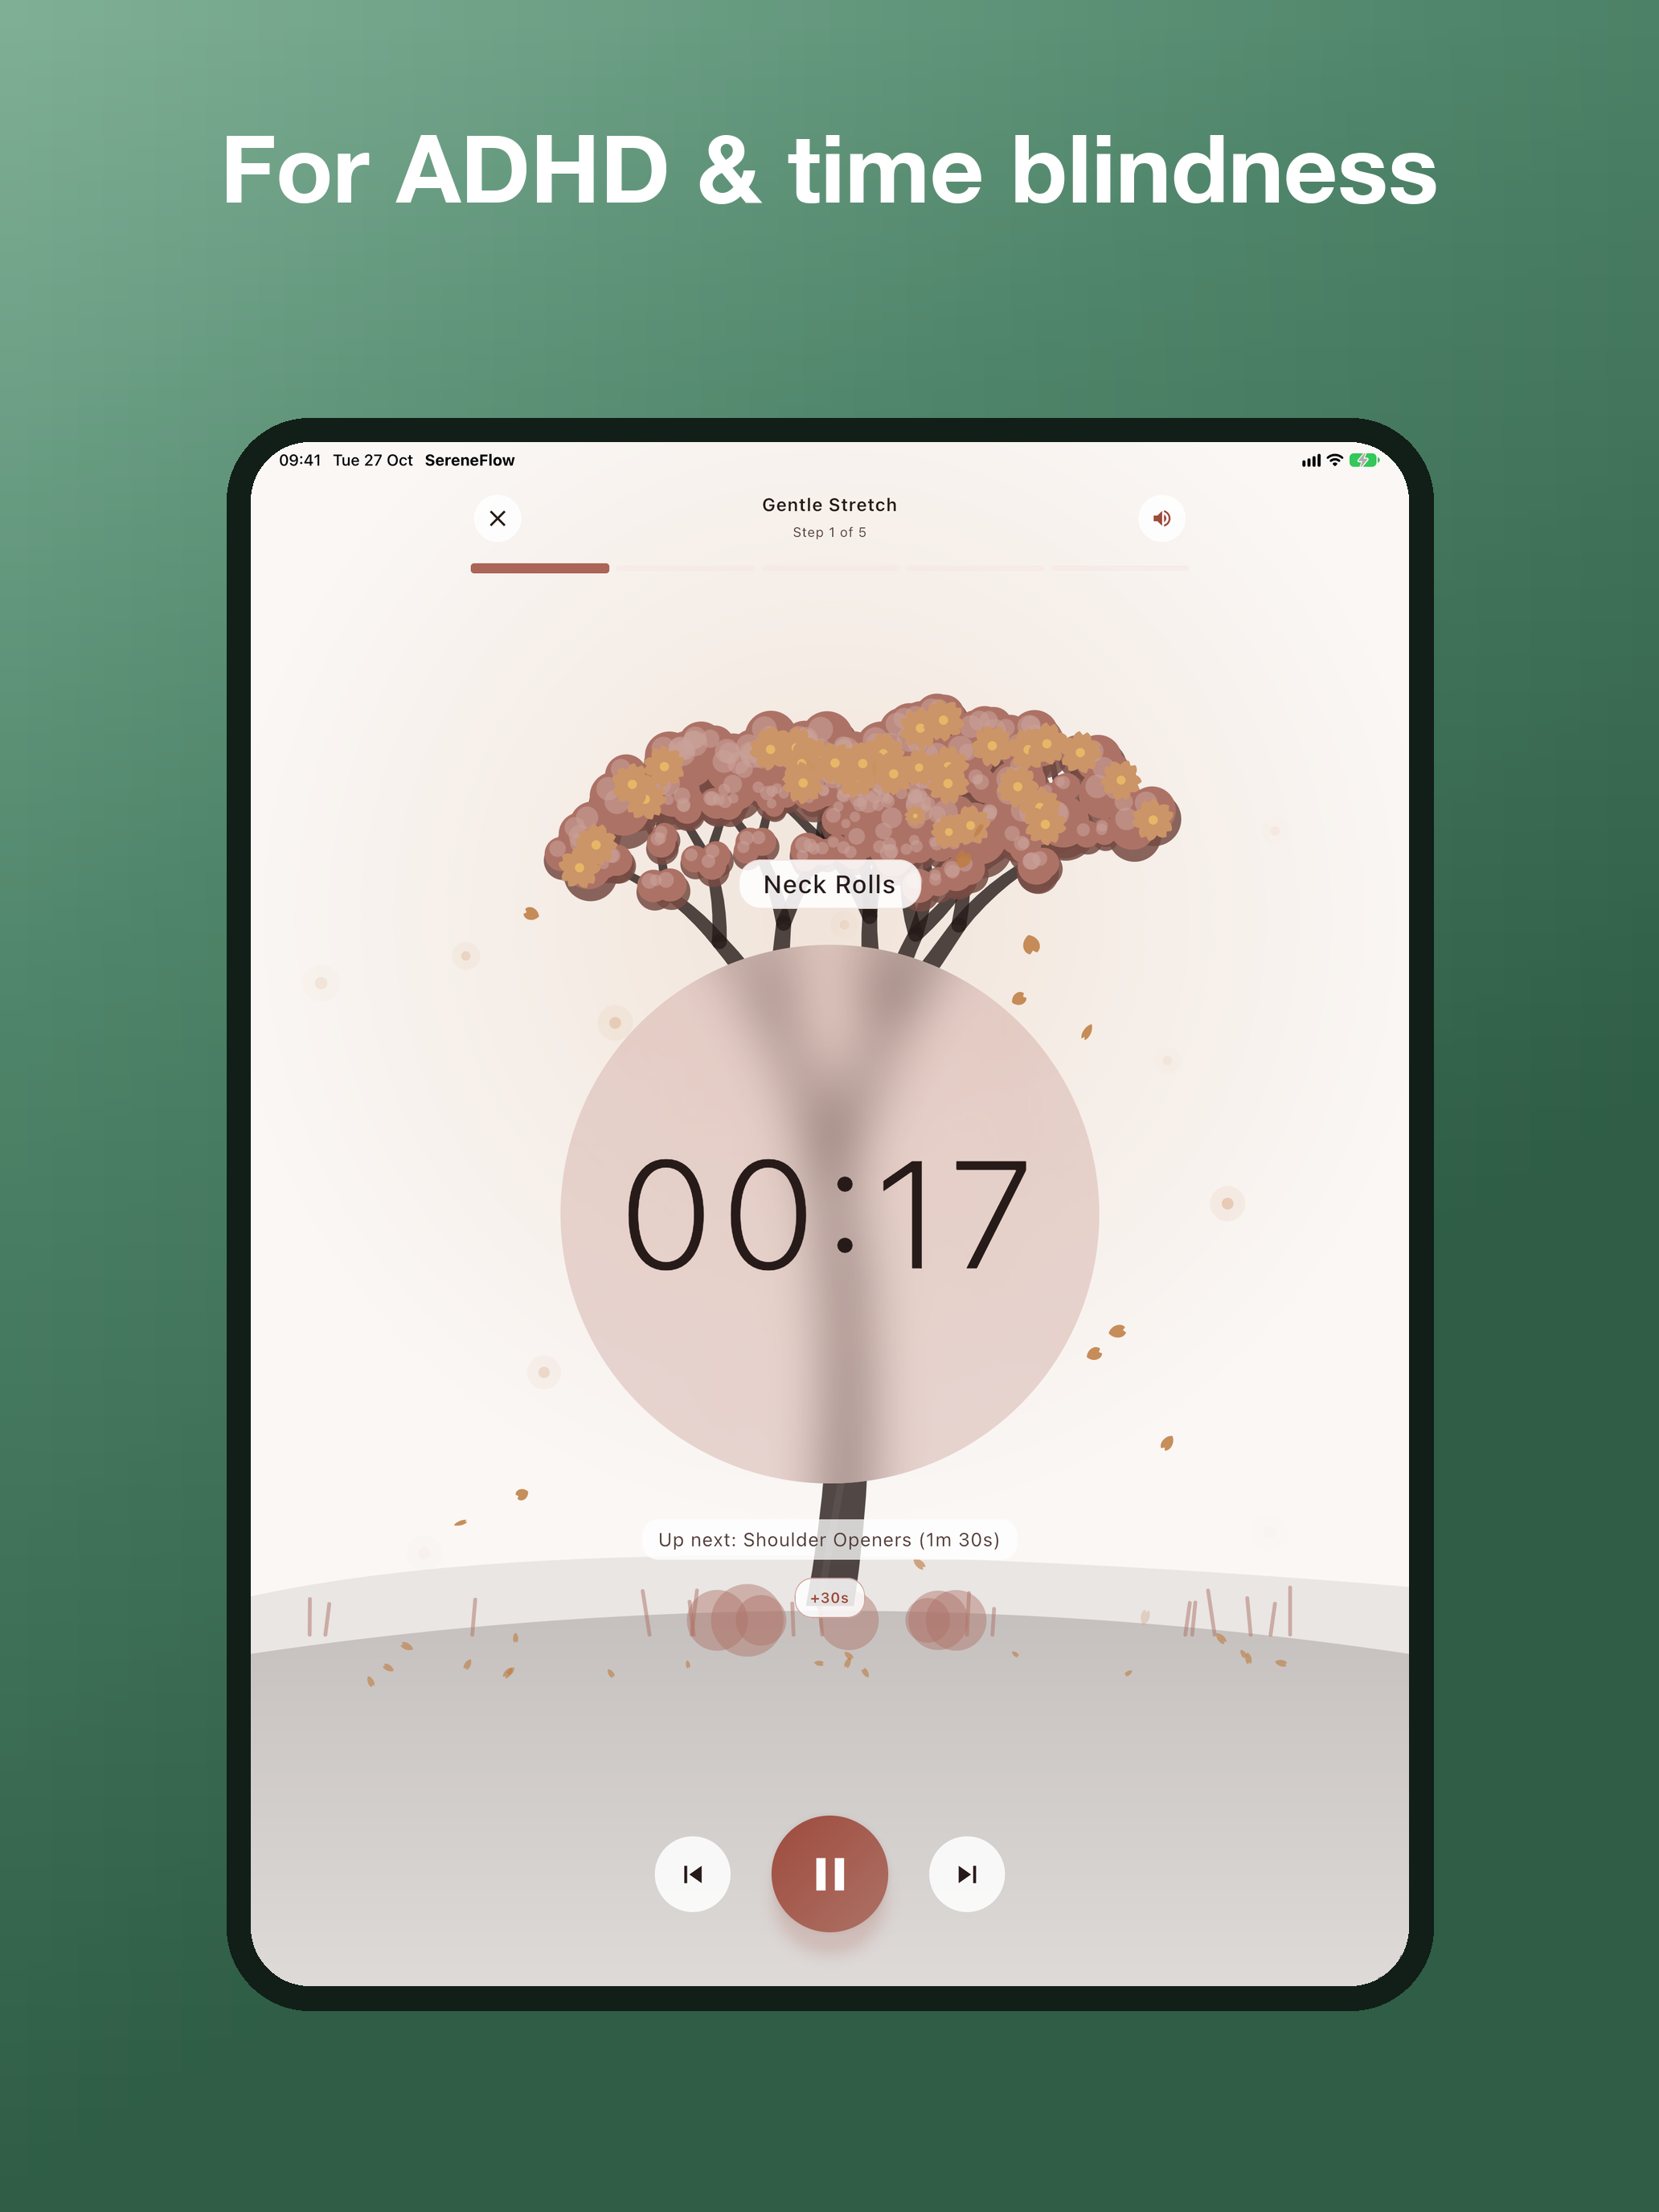 For ADHD & time blindness
09:41 Tue 27 Oct SereneFlow
Gentle Stretch
Step 1 of 5
Neck Rolls
00:17
Up next: Shoulder Openers (1m 30s)
+30s